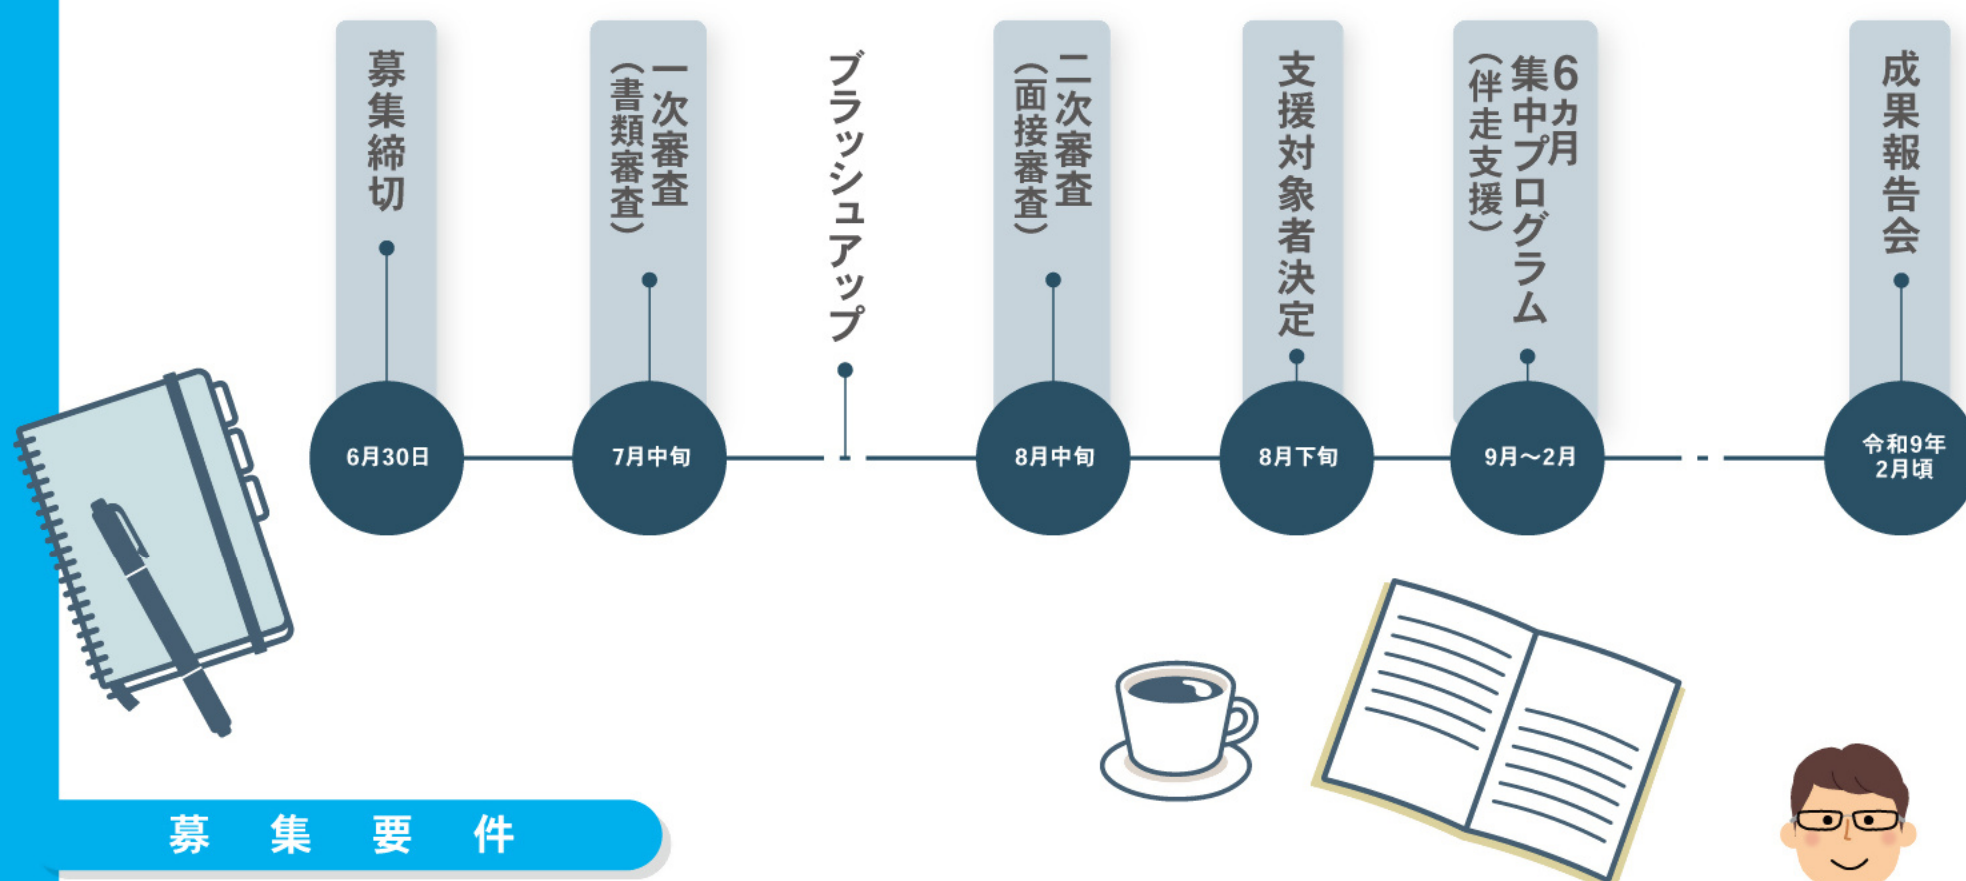 募集締切
6月30日
一次審査
（書類審査）
7月中旬
ブラッシュアップ
二次審査
（面接審査）
8月中旬
支援対象者決定
8月下旬
6ヵ月
集中プログラム
（伴走支援）
9月～2月
成果報告会
令和9年
2月頃
募集要件